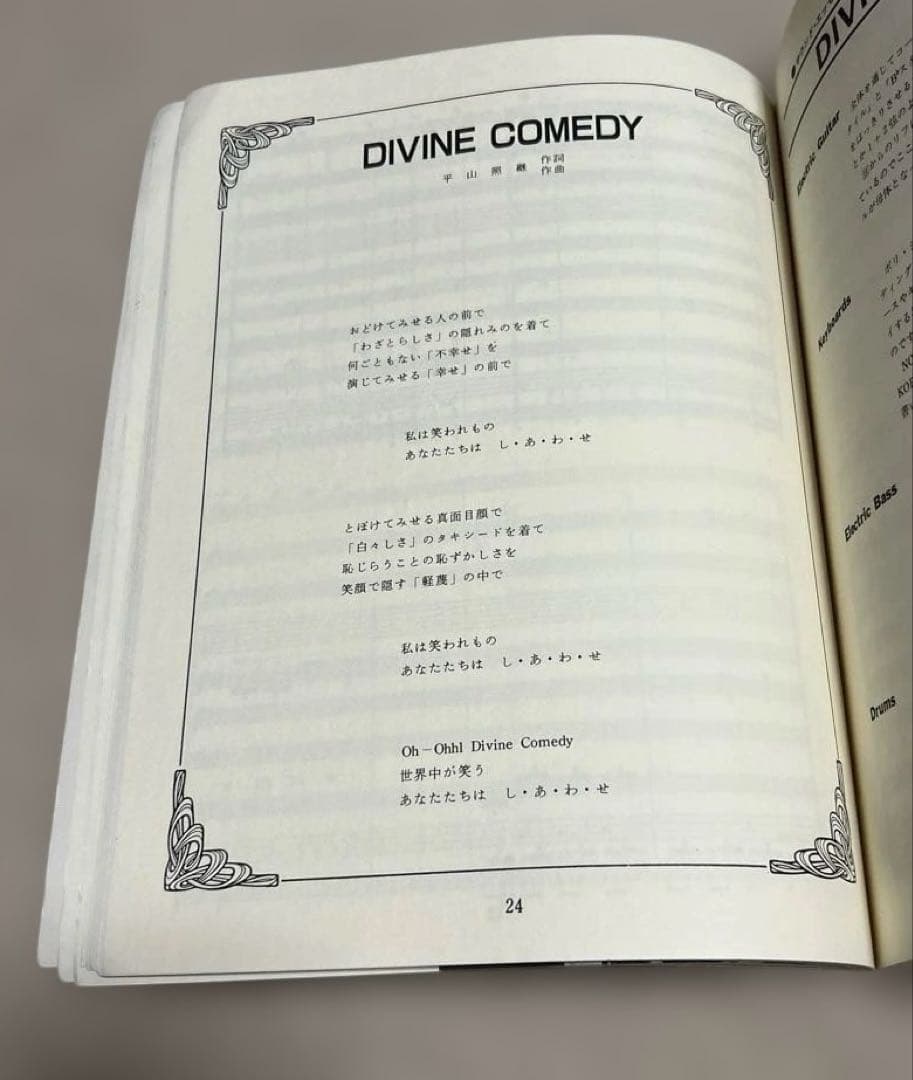 DIVINE COMEDY
平山照継 作詞
作曲
おどけてみせる人の前で
「わざとらしさ」の隠れみのを着て
何ごともない「不幸せ」を
演じてみせる「幸せ」の前で
私は笑われもの
あなたたちは し・あ・わ・せ
とぼけてみせる真面目顔で
「白々しさ」のタキシードを着て
恥じらうことの恥ずかしさを
笑顔で隠す「軽蔑」の中で
私は笑われもの
あなたたちは し・あ・わ・せ
Oh－Ohh! Divine Comedy
世界中が笑う
あなたたちは し・あ・わ・せ
24
Electric Guitar
Keyboards
Electric Bass
Drums